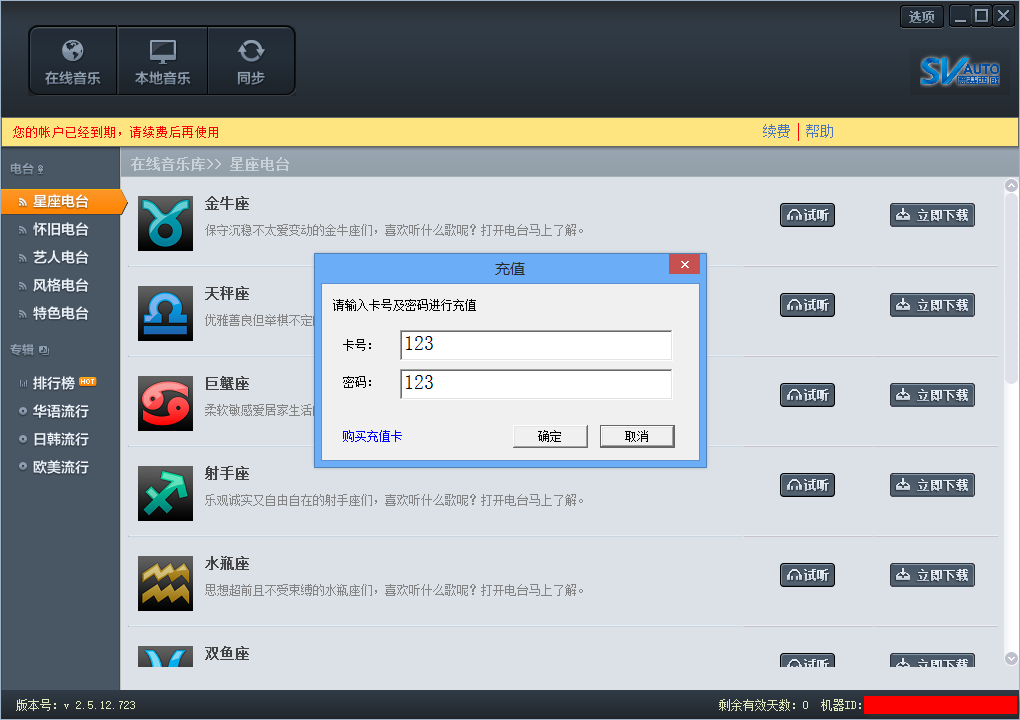 选项
在线音乐
本地音乐
同步
SV AUTO
您的帐户已经到期，请续费后再使用
续费 | 帮助
电台
在线音乐库>> 星座电台
星座电台
怀旧电台
艺人电台
风格电台
特色电台
专辑
排行榜 HOT
华语流行
日韩流行
欧美流行
金牛座
保守沉稳不太爱变动的金牛座们，喜欢听什么歌呢？打开电台马上了解。
试听
立即下载
天秤座
优雅善良但举棋不定
试听
立即下载
巨蟹座
柔软敏感爱居家生活
试听
立即下载
射手座
乐观诚实又自由自在的射手座们，喜欢听什么歌呢？打开电台马上了解。
试听
立即下载
水瓶座
思想超前且不受束缚的水瓶座们，喜欢听什么歌呢？打开电台马上了解。
试听
立即下载
双鱼座
试听
立即下载
充值
请输入卡号及密码进行充值
卡号： 123
密码： 123
购买充值卡
确定
取消
版本号: v 2.5.12.723
剩余有效天数: 0 机器ID: